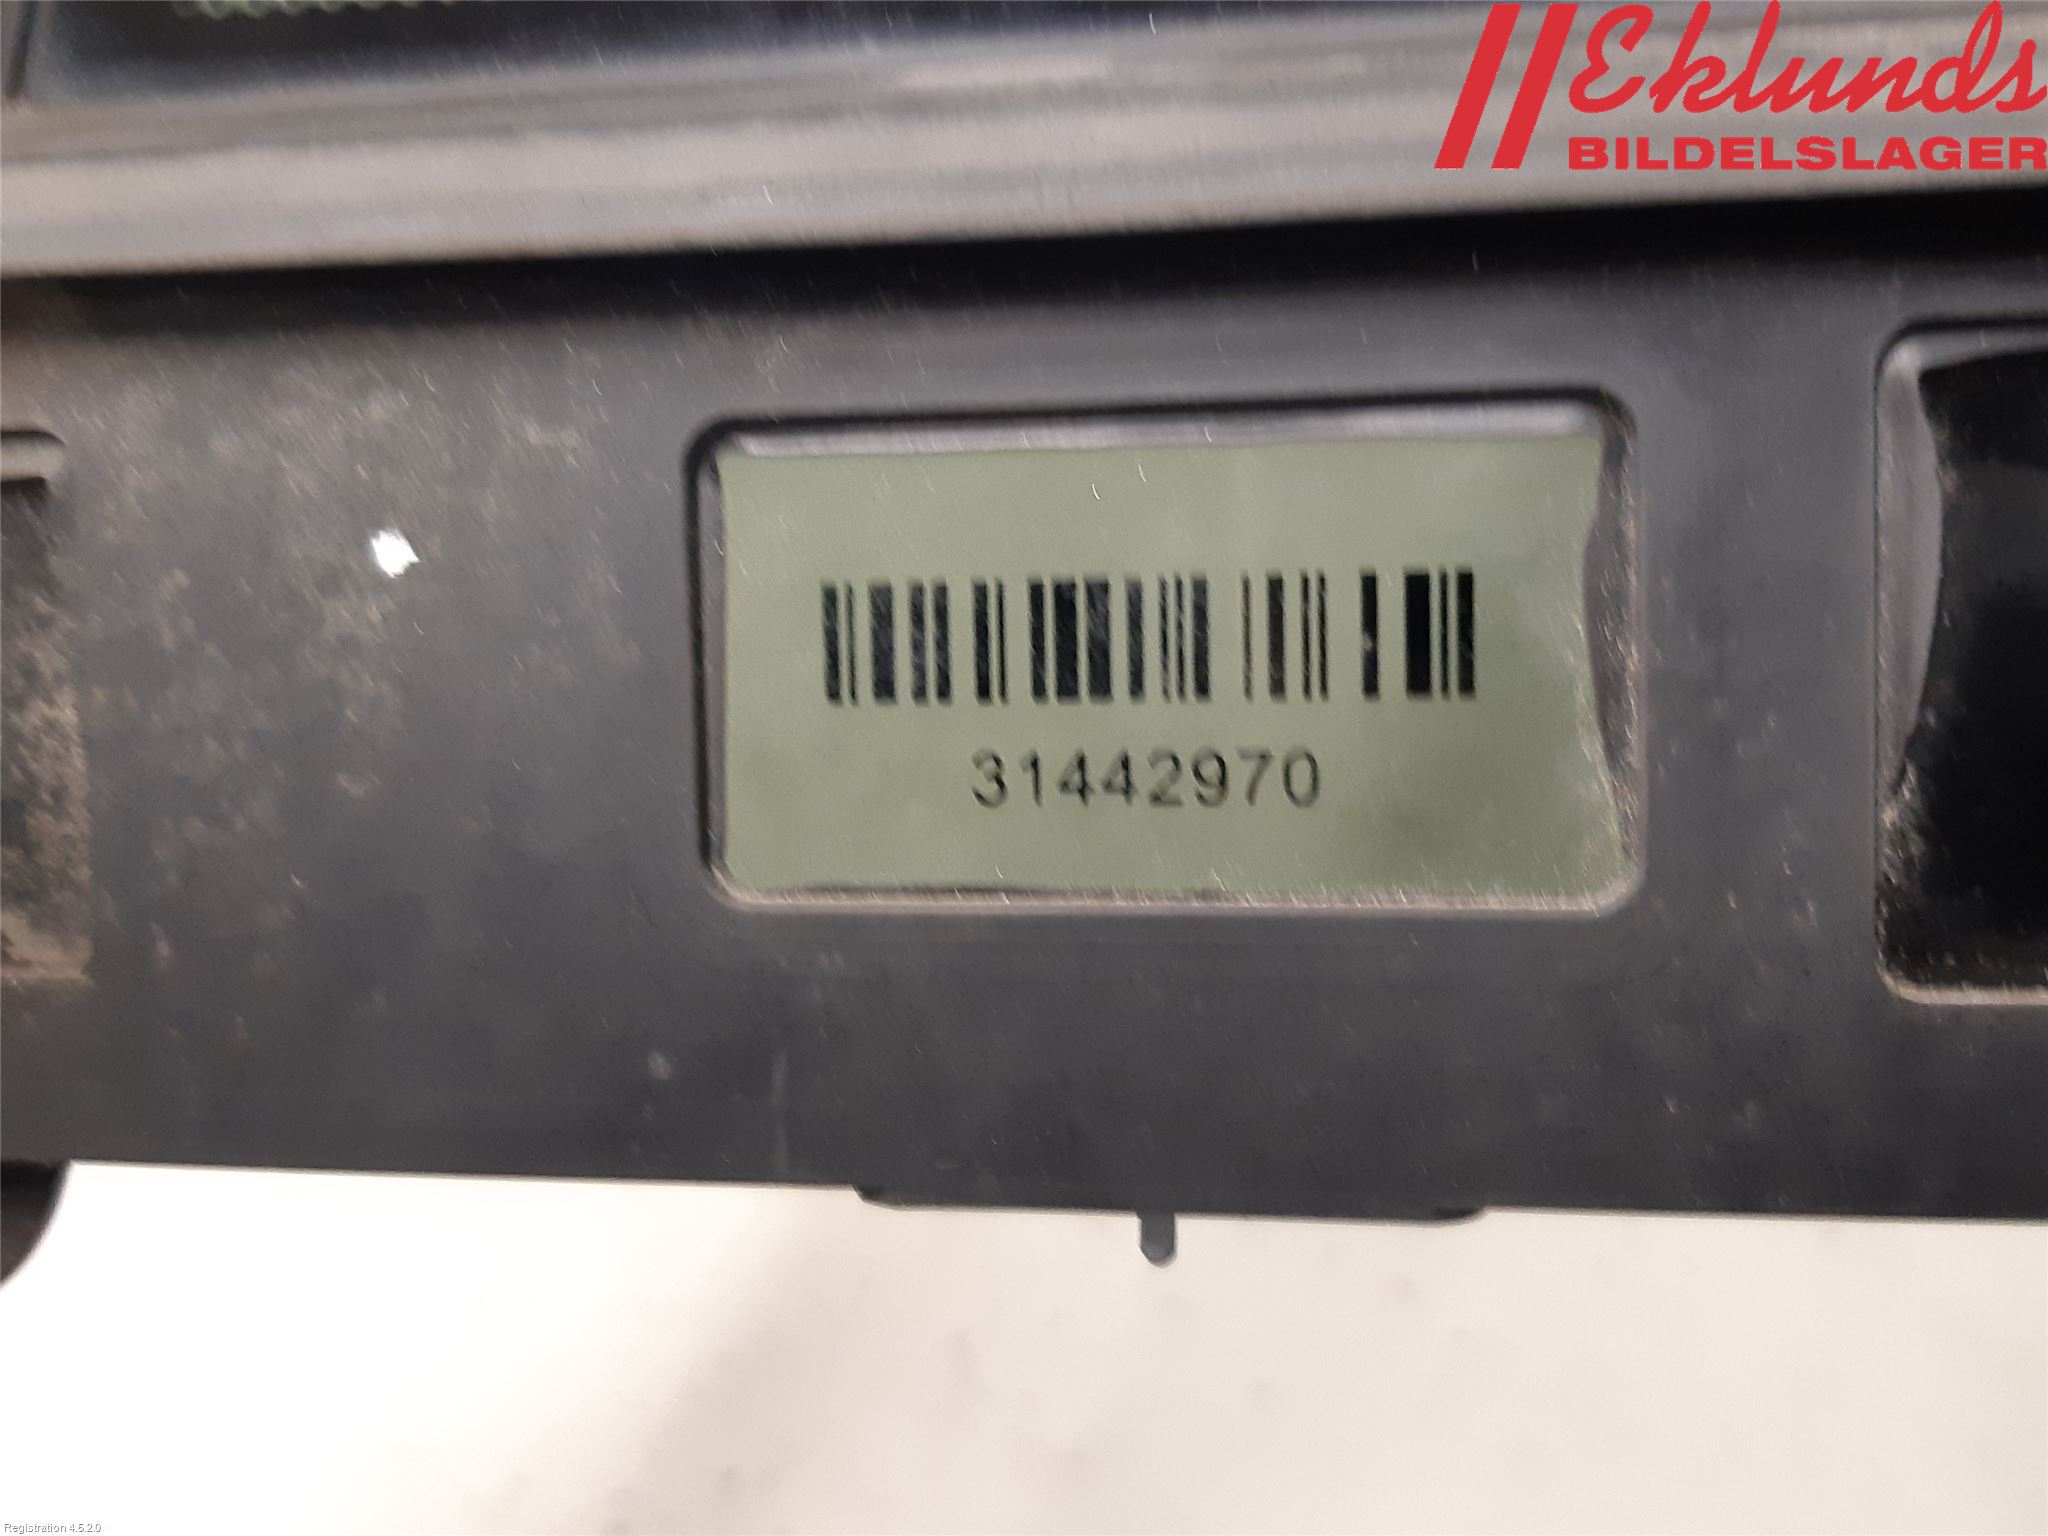 Eklunds
BILDELSLAGER
31442970
Registration 4.5.2.0